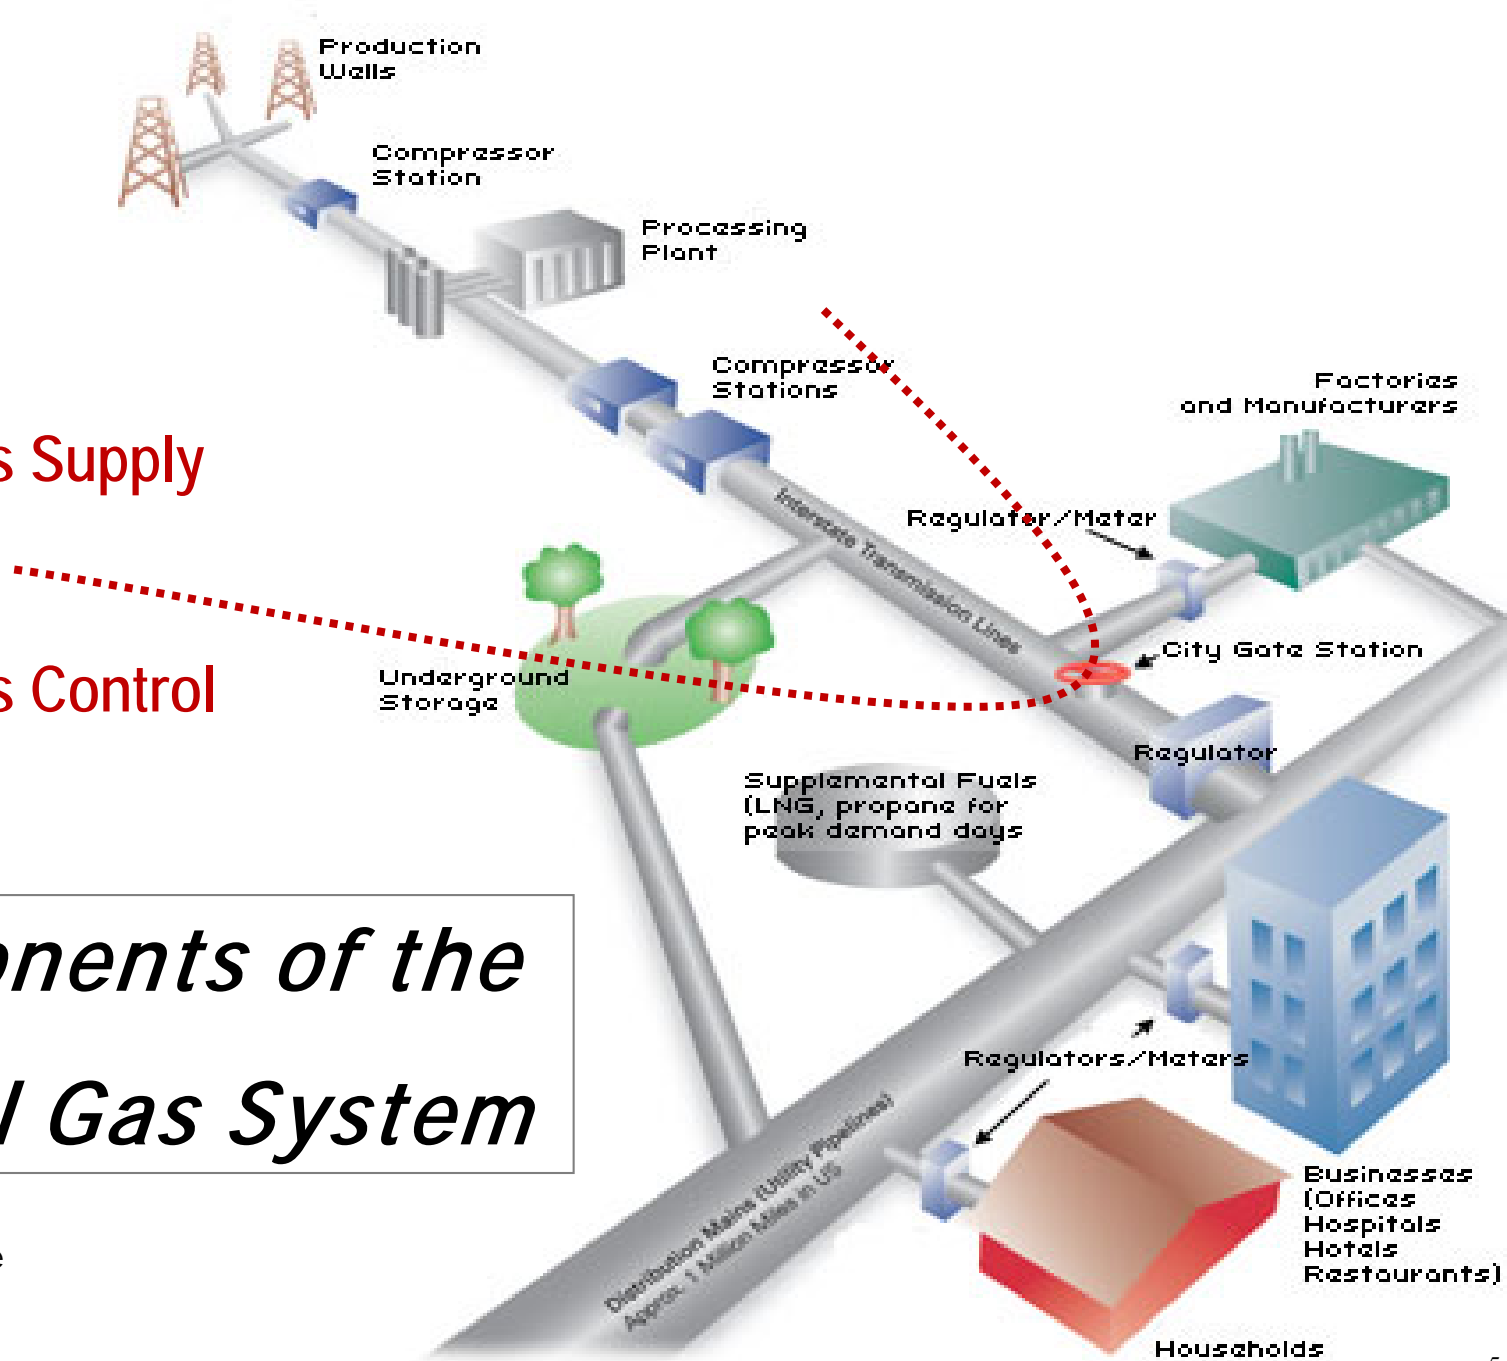 Production
Wells
Compressor
Station
Processing
Plant
Compressor
Stations
Factories
and Manufacturers
s Supply
Regulator/Meter
Interstate Transmission Lines
City Gate Station
s Control
Underground
Storage
Regulator
Supplemental Fuels
(LNG, propane for
peak demand days
onents of the
l Gas System
Regulators/Meters
Distribution Mains (Utility Pipelines)
Approx. 1 Million Miles in US
Businesses
(Offices
Hospitals
Hotels
Restaurants)
e
Households